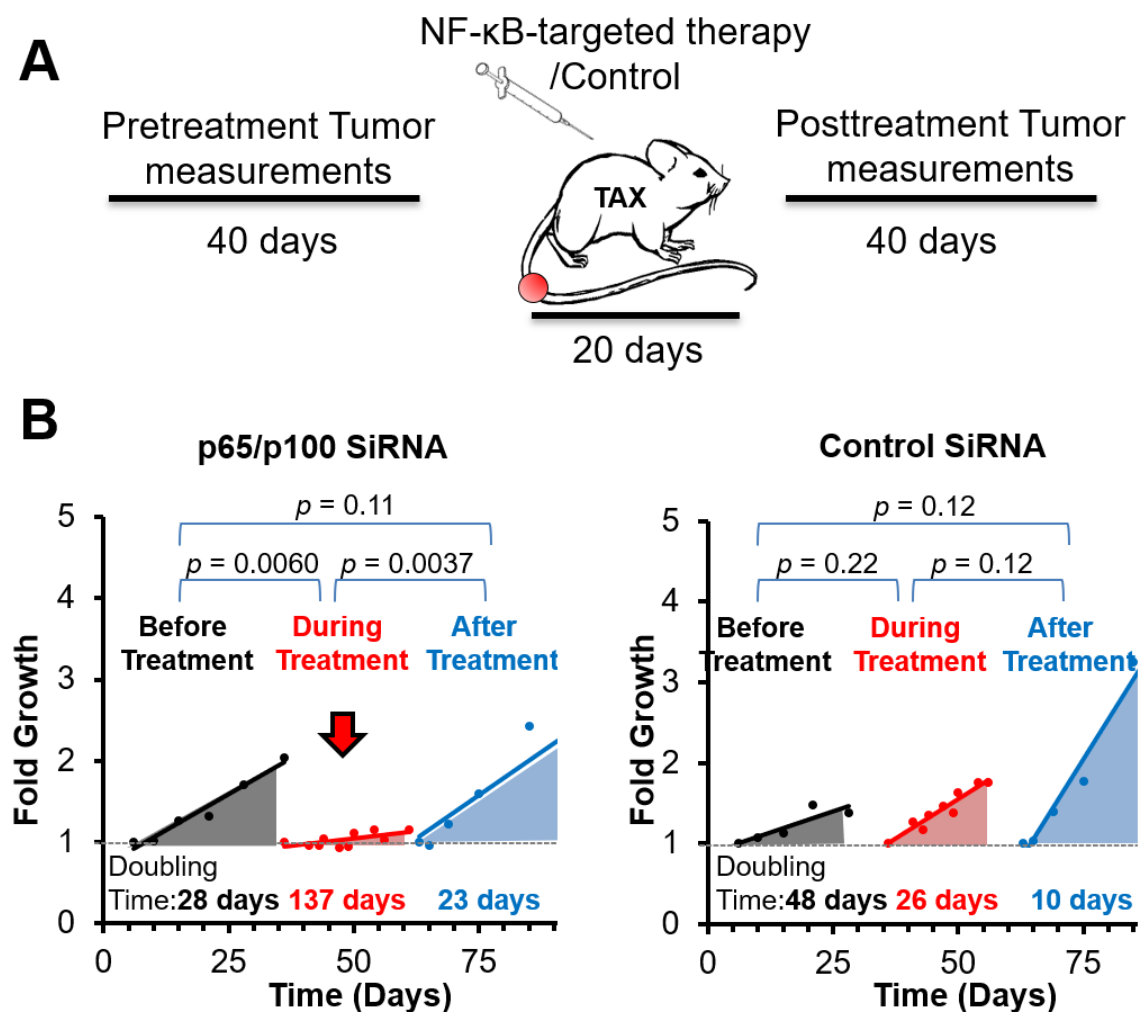 A
NF-κB-targeted therapy
/Control
Pretreatment Tumor
measurements
40 days
TAX
20 days
Posttreatment Tumor
measurements
40 days
B
p65/p100 SiRNA
p = 0.11
p = 0.0060
p = 0.0037
Before
Treatment
During
Treatment
After
Treatment
Fold Growth
5
4
3
2
1
0
Doubling
Time:28 days
137 days
23 days
0
25
50
75
Time (Days)
Control SiRNA
p = 0.12
p = 0.22
p = 0.12
Before
Treatment
During
Treatment
After
Treatment
Fold Growth
5
4
3
2
1
0
Doubling
Time:48 days
26 days
10 days
0
25
50
75
Time (Days)